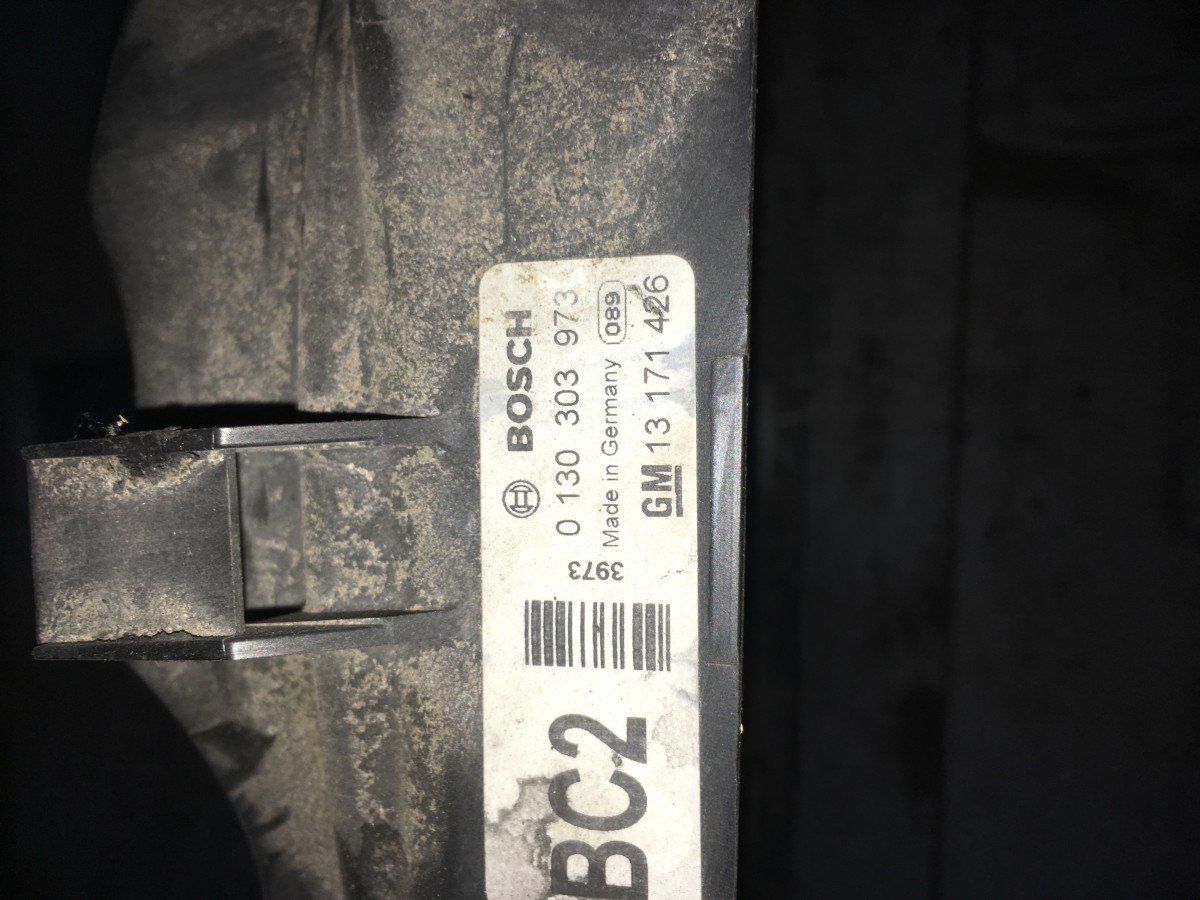 BOSCH
0 130 303 973
Made in Germany 089
GM 13 171 426
3973
BC2